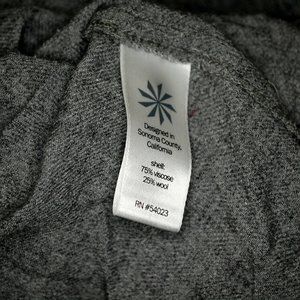 Designed in
Sonoma County,
California
shell:
75% viscose
25% wool
RN #54023